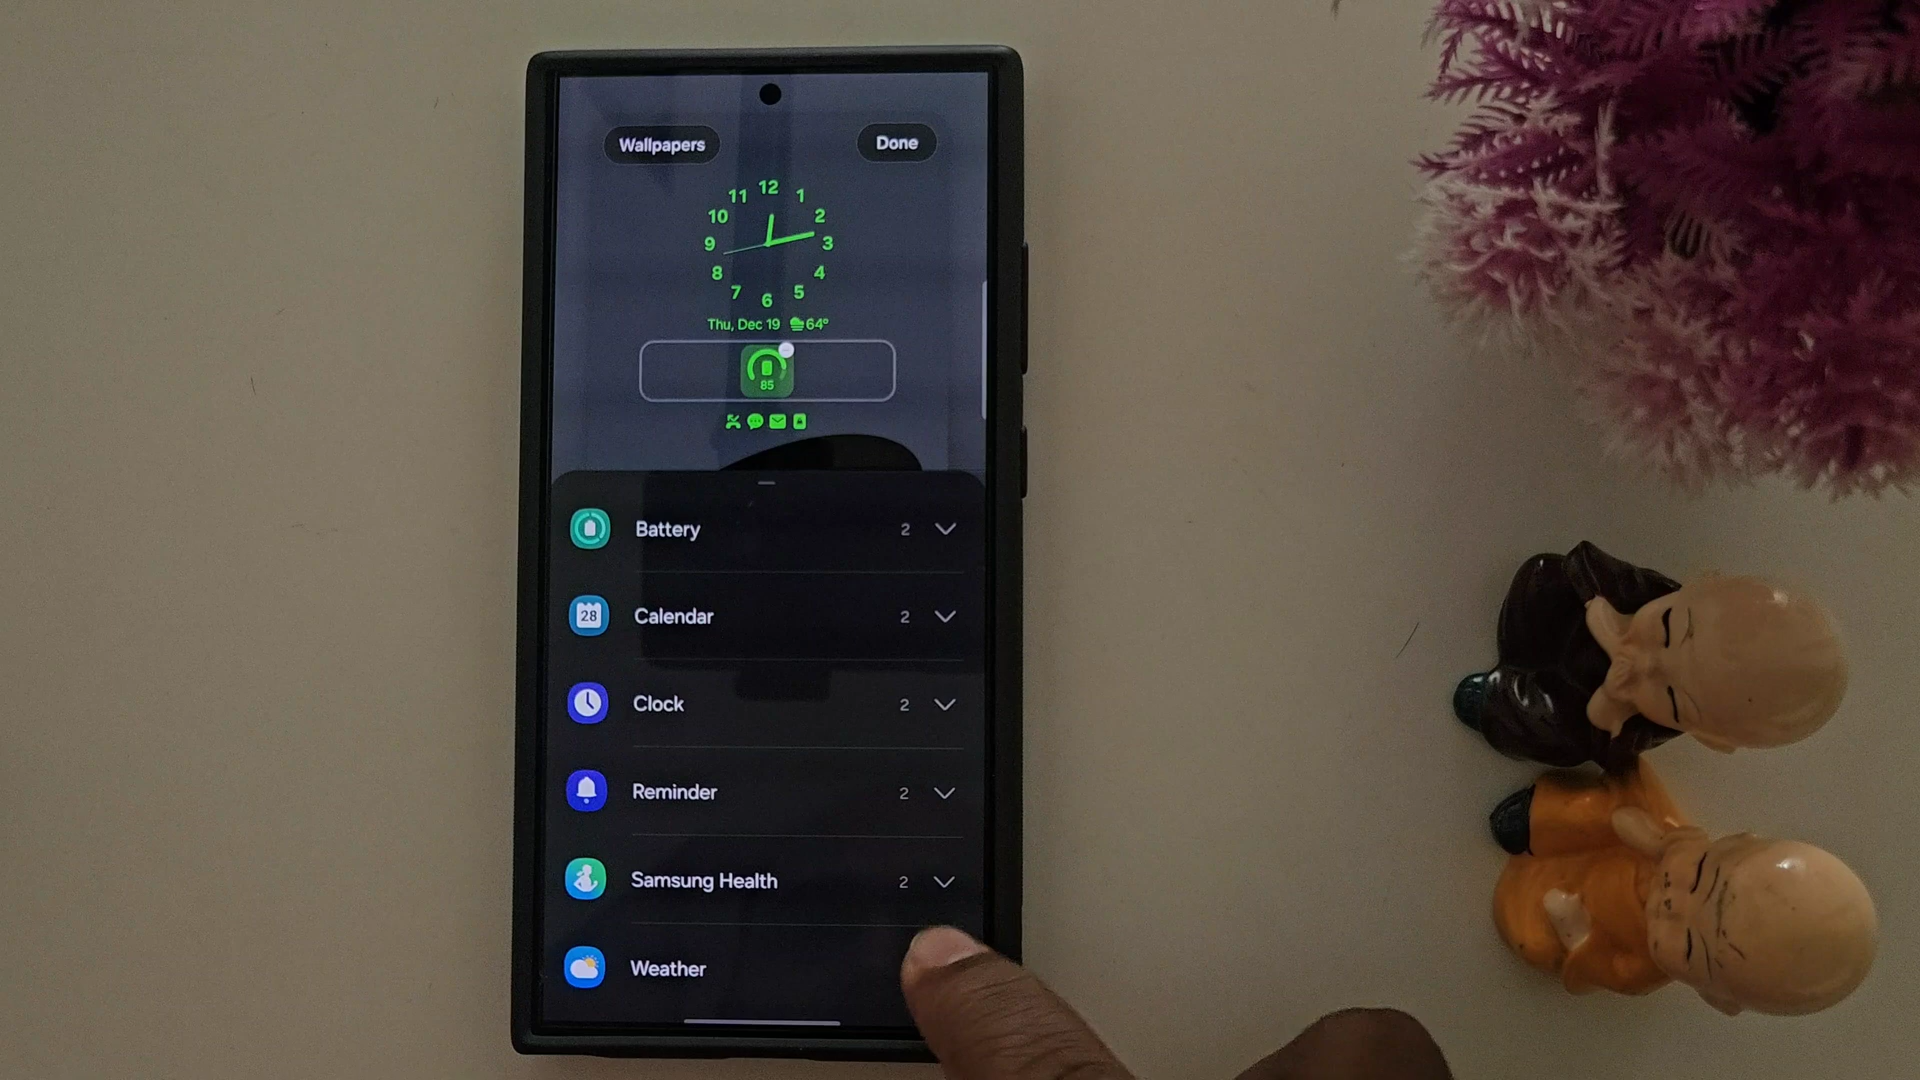 Wallpapers
Done
12
11
1
10
2
9
3
8
4
7
5
6
Thu, Dec 19 64°
85
Battery 2
28
Calendar 2
Clock 2
Reminder 2
Samsung Health 2
Weather